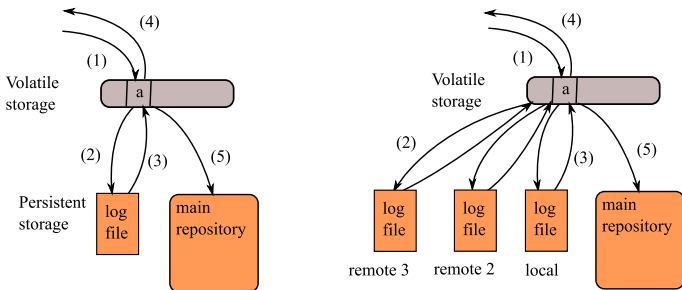 (4)
(1)
Volatile
storage
a
(2)
(3)
(5)
Persistent
storage
log
file
main
repository
(4)
(1)
Volatile
storage
a
(2)
(3)
(5)
log
file
log
file
log
file
main
repository
remote 3
remote 2
local